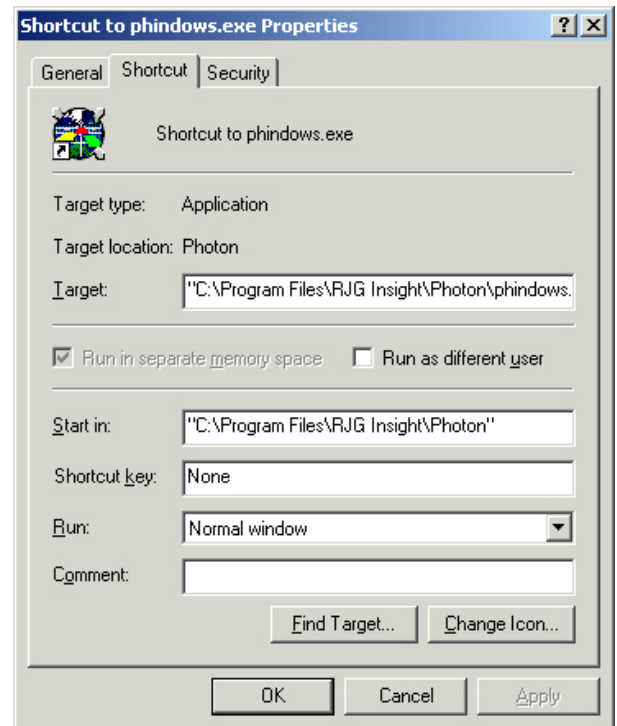 Shortcut to phindows.exe Properties
General Shortcut Security
Shortcut to phindows.exe
Target type: Application
Target location: Photon
Target: "C:\Program Files\RJG Insight\Photon\phindows.
Run in separate memory space Run as different user
Start in: "C:\Program Files\RJG Insight\Photon"
Shortcut key: None
Run: Normal window
Comment:
Find Target... Change Icon...
OK Cancel Apply